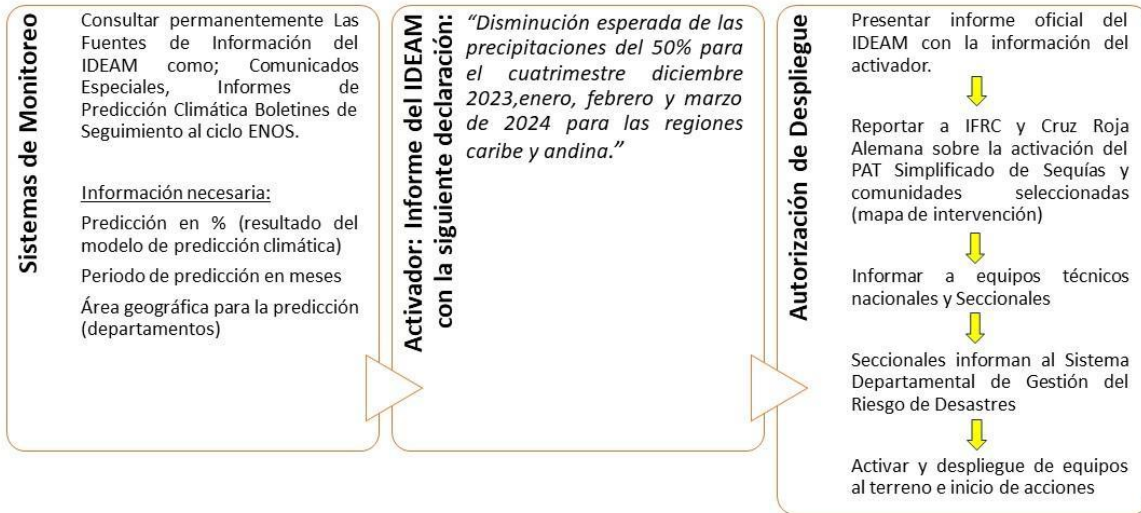 Sistemas de Monitoreo
Consultar permanentemente Las
Fuentes de Información del
IDEAM como; Comunicados
Especiales, Informes de
Predicción Climática Boletines de
Seguimiento al ciclo ENOS.
Información necesaria:
Predicción en % (resultado del
modelo de predicción climática)
Periodo de predicción en meses
Área geográfica para la predicción
(departamentos)
Activador: Informe del IDEAM
con la siguiente declaración:
“Disminución esperada de las
precipitaciones del 50% para
el cuatrimestre diciembre
2023,enero, febrero y marzo
de 2024 para las regiones
caribe y andina.”
Autorización de Despliegue
Presentar informe oficial del
IDEAM con la información del
activador.
Reportar a IFRC y Cruz Roja
Alemana sobre la activación del
PAT Simplificado de Sequías y
comunidades seleccionadas
(mapa de intervención)
Informar a equipos técnicos
nacionales y Seccionales
Seccionales informan al Sistema
Departamental de Gestión del
Riesgo de Desastres
Activar y despliegue de equipos
al terreno e inicio de acciones